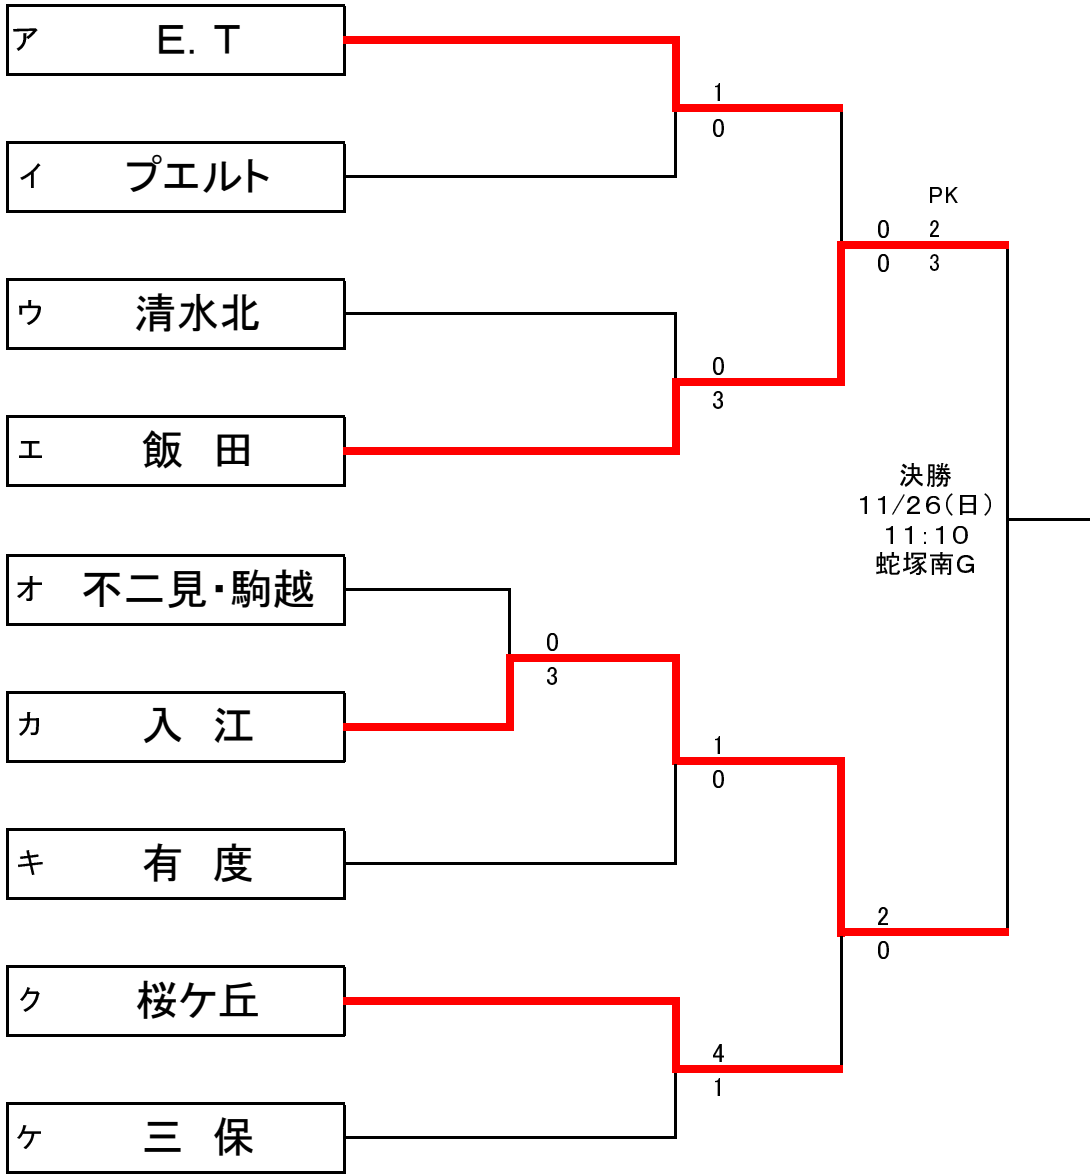 ア E. T
1
0
イ プエルト
PK
0 2
0 3
ウ 清水北
0
3
エ 飯 田
決勝
11/26(日)
11:10
蛇塚南G
オ 不二見・駒越
0
3
カ 入 江
1
0
キ 有 度
2
0
ク 桜ケ丘
4
1
ケ 三 保